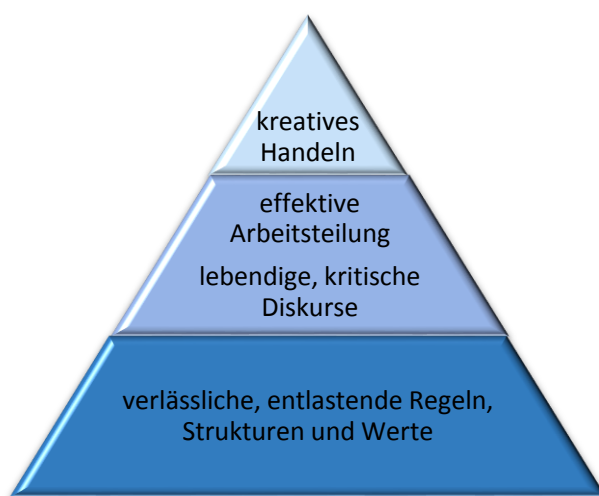 kreatives
Handeln
effektive
Arbeitsteilung
lebendige, kritische
Diskurse
verlässliche, entlastende Regeln,
Strukturen und Werte